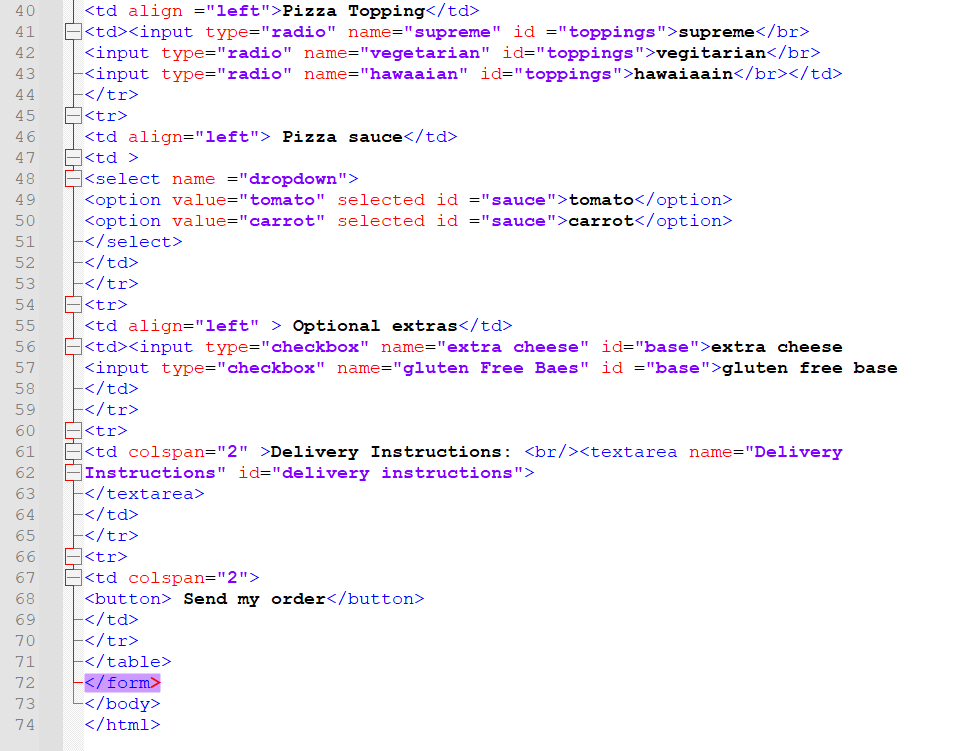 40 <td align ="left">Pizza Topping</td>
41 <td><input type="radio" name="supreme" id ="toppings">supreme</br>
42 <input type="radio" name="vegetarian" id="toppings">vegitarian</br>
43 <input type="radio" name="hawaaian" id="toppings">hawaiaain</br></td>
44 </tr>
45 <tr>
46 <td align="left"> Pizza sauce</td>
47 <td >
48 <select name ="dropdown">
49 <option value="tomato" selected id ="sauce">tomato</option>
50 <option value="carrot" selected id ="sauce">carrot</option>
51 </select>
52 </td>
53 </tr>
54 <tr>
55 <td align="left" > Optional extras</td>
56 <td><input type="checkbox" name="extra cheese" id="base">extra cheese
57 <input type="checkbox" name="gluten Free Baes" id ="base">gluten free base
58 </td>
59 </tr>
60 <tr>
61 <td colspan="2" >Delivery Instructions: <br/><textarea name="Delivery
62 Instructions" id="delivery instructions">
63 </textarea>
64 </td>
65 </tr>
66 <tr>
67 <td colspan="2">
68 <button> Send my order</button>
69 </td>
70 </tr>
71 </table>
72 </form>
73 </body>
74 </html>